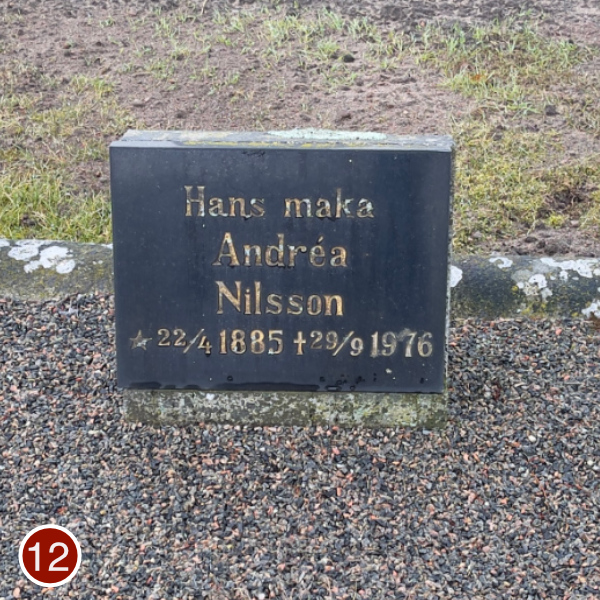 Hans maka
Andréa
Nilsson
* 22/4 1885 † 29/9 1976
12